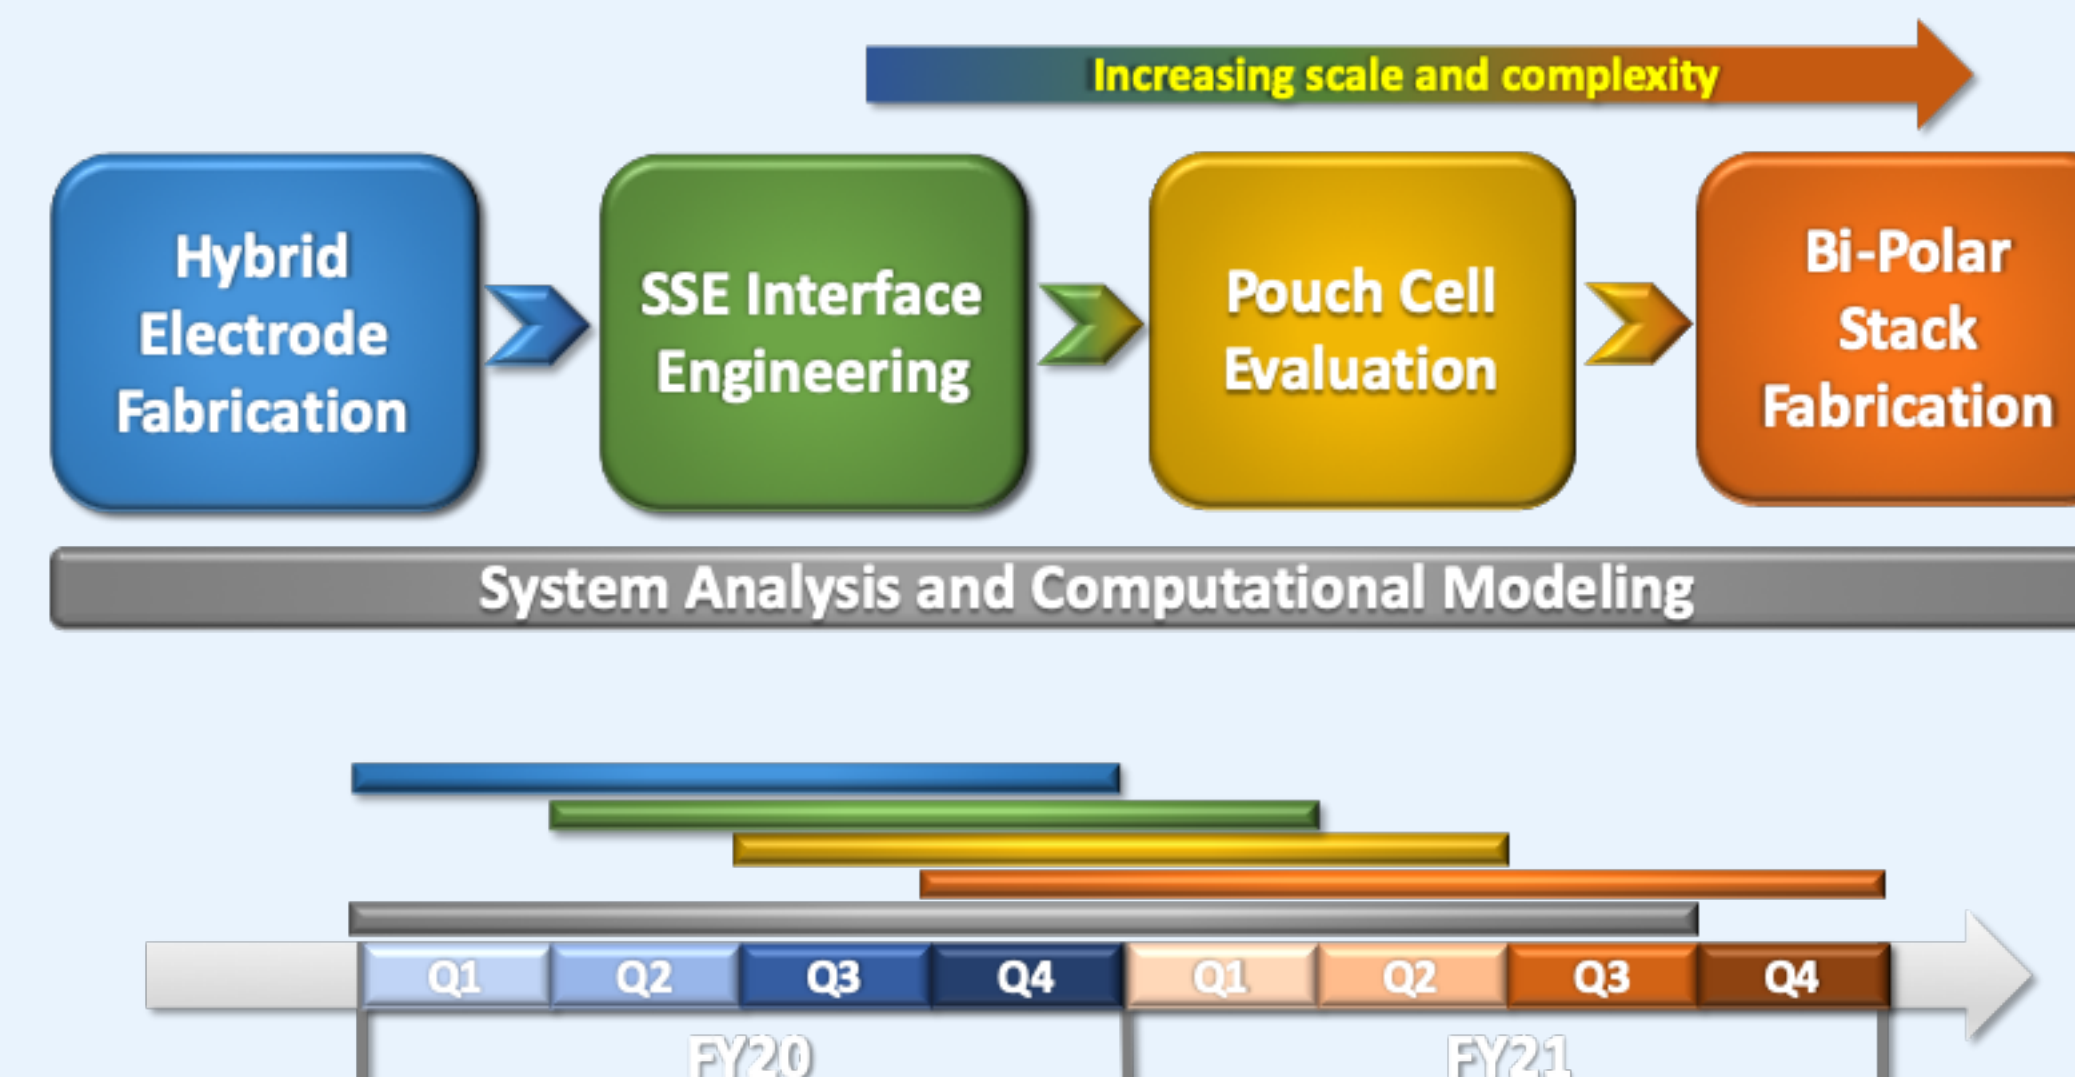 Increasing scale and complexity
Hybrid
Electrode
Fabrication
SSE Interface
Engineering
Pouch Cell
Evaluation
Bi-Polar
Stack
Fabrication
System Analysis and Computational Modeling
Q1 Q2 Q3 Q4 Q1 Q2 Q3 Q4
FY20 FY21